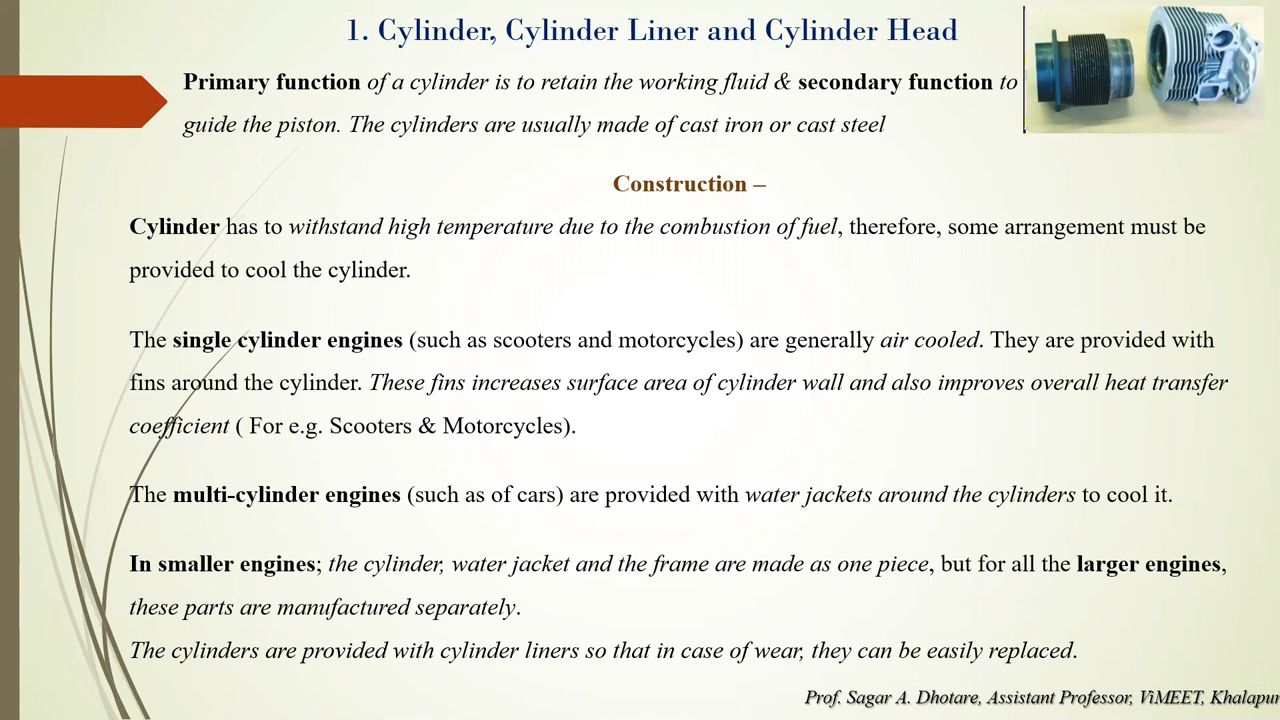 1. Cylinder, Cylinder Liner and Cylinder Head
Primary function of a cylinder is to retain the working fluid & secondary function to
guide the piston. The cylinders are usually made of cast iron or cast steel
Construction –
Cylinder has to withstand high temperature due to the combustion of fuel, therefore, some arrangement must be
provided to cool the cylinder.
The single cylinder engines (such as scooters and motorcycles) are generally air cooled. They are provided with
fins around the cylinder. These fins increases surface area of cylinder wall and also improves overall heat transfer
coefficient ( For e.g. Scooters & Motorcycles).
The multi-cylinder engines (such as of cars) are provided with water jackets around the cylinders to cool it.
In smaller engines; the cylinder, water jacket and the frame are made as one piece, but for all the larger engines,
these parts are manufactured separately.
The cylinders are provided with cylinder liners so that in case of wear, they can be easily replaced.
Prof. Sagar A. Dhotare, Assistant Professor, ViMEET, Khalapur